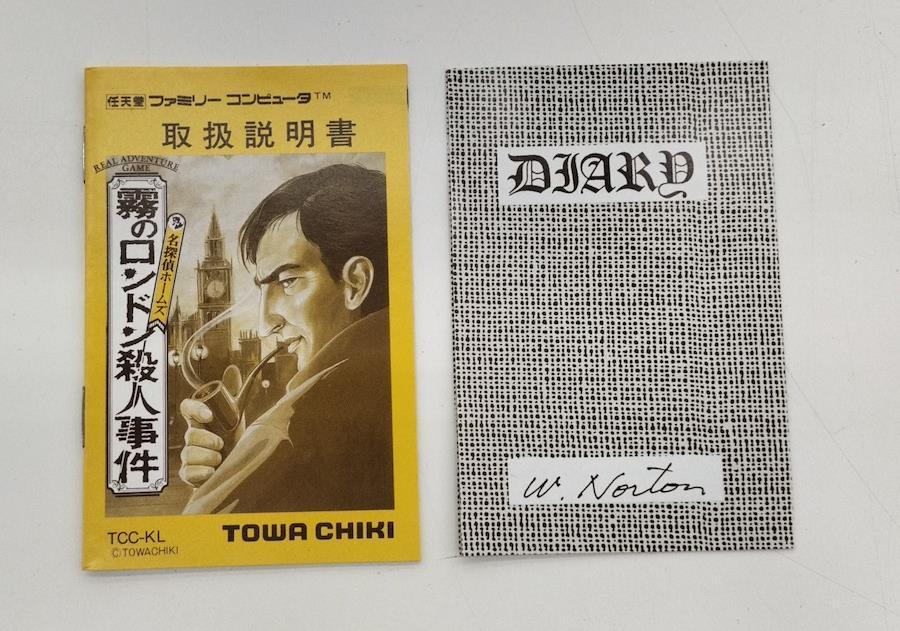 任天堂 ファミリー コンピュータ™
取扱説明書
REAL ADVENTURE
GAME
霧のロンドン殺人事件
名探偵ホームズ
TCC-KL
©TOWACHIKI
TOWA CHIKI
DIARY
W. Norton